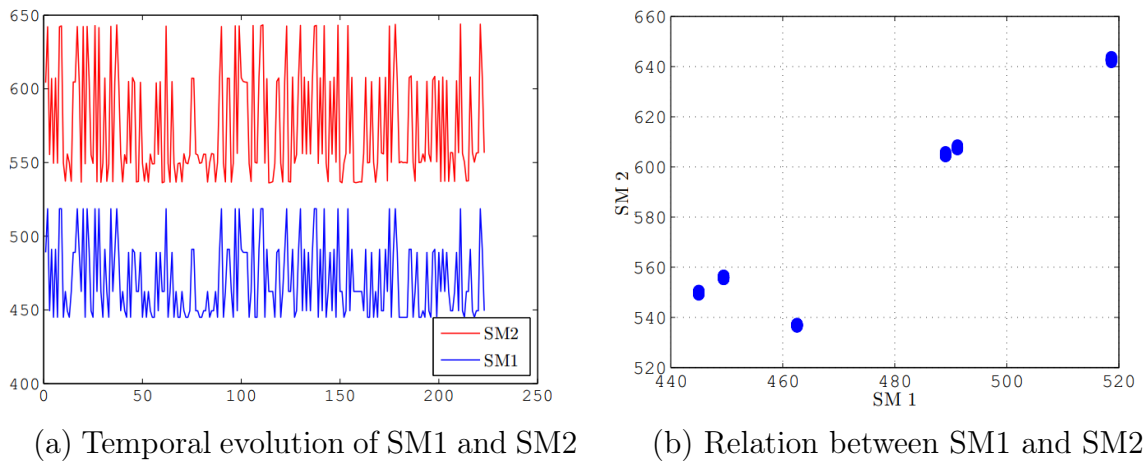 650
600
550
500
450
400
0 50 100 150 200 250
SM2
SM1
660
640
620
600
580
560
540
520
SM 2
440 460 480 500 520
SM 1
(a) Temporal evolution of SM1 and SM2
(b) Relation between SM1 and SM2